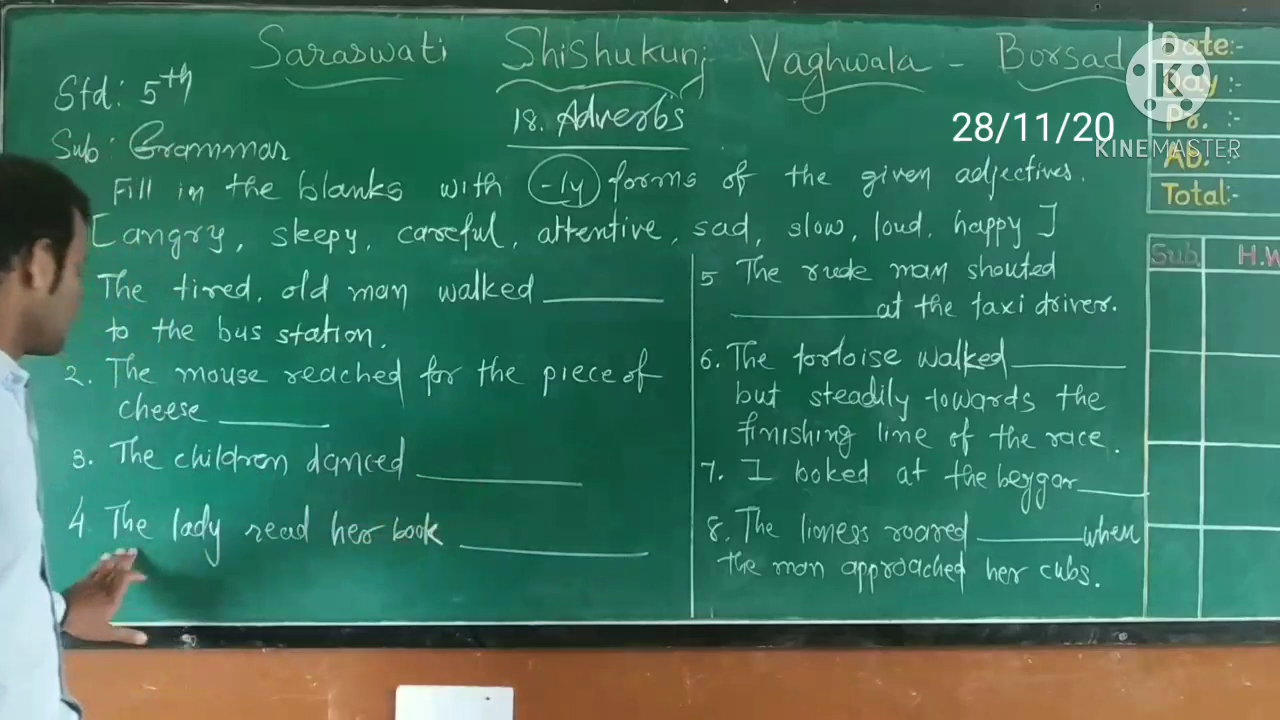 Saraswati Shishukunj Vaghwala - Borsad
Std: 5th
18. Adverbs
Sub: Grammar
Fill in the blanks with -ly forms of the given adjectives.
[angry, sleepy, careful, attentive, sad, slow, loud, happy]
The tired, old man walked ______
to the bus station.
2. The mouse reached for the piece of
cheese ______
3. The children danced ______
4 The lady read her book ______
5 The rude man shouted
______ at the taxi driver.
6. The tortoise walked ______
but steadily towards the
finishing line of the race.
7. I looked at the beggar ______
8. The lioness roared ______ when
the man approached her cubs.
Date:-
Day :-
Pr. :-
Ab. :-
Total:-
Sub. H.W
28/11/20
K
KINEMASTER